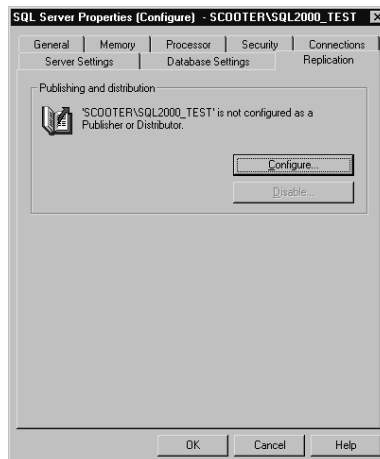 SQL Server Properties (Configure) - SCOOTER\SQL2000_TEST
General Memory Processor Security Connections
Server Settings Database Settings Replication
Publishing and distribution
'SCOOTER\SQL2000_TEST' is not configured as a
Publisher or Distributor.
Configure...
Disable...
OK Cancel Help